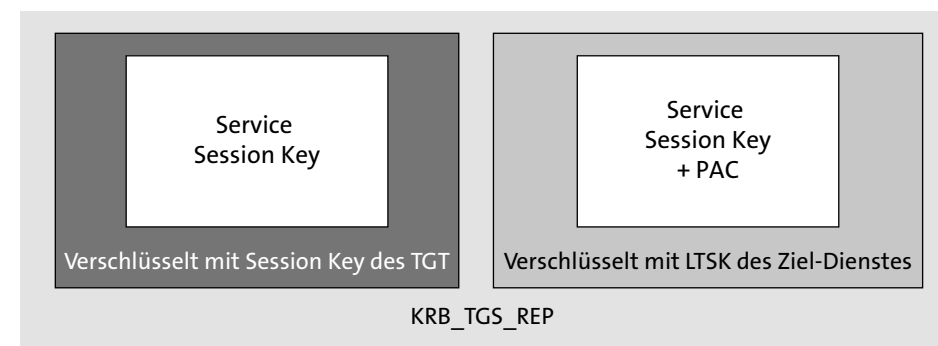 Service
Session Key
Verschlüsselt mit Session Key des TGT
Service
Session Key
+ PAC
Verschlüsselt mit LTSK des Ziel-Dienstes
KRB_TGS_REP